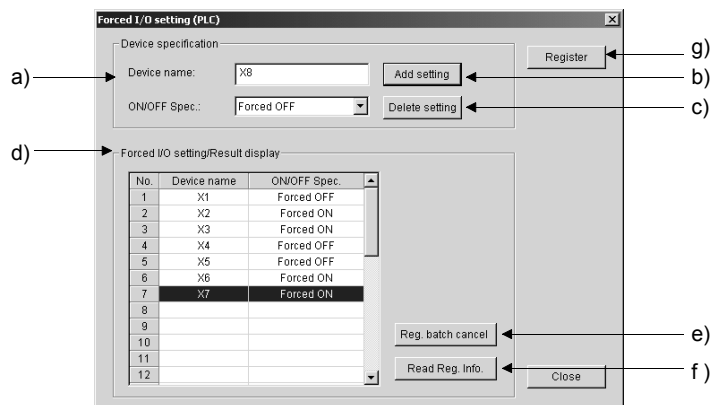 Forced I/O setting (PLC)
Device specification
Register
g)
a)
Device name:
X8
Add setting
b)
ON/OFF Spec.:
Forced OFF
Delete setting
c)
d)
Forced I/O setting/Result display
No. Device name ON/OFF Spec.
1 X1 Forced OFF
2 X2 Forced ON
3 X3 Forced ON
4 X4 Forced OFF
5 X5 Forced OFF
6 X6 Forced ON
7 X7 Forced ON
8
9
10
11
12
Reg. batch cancel
e)
Read Reg. Info.
f )
Close